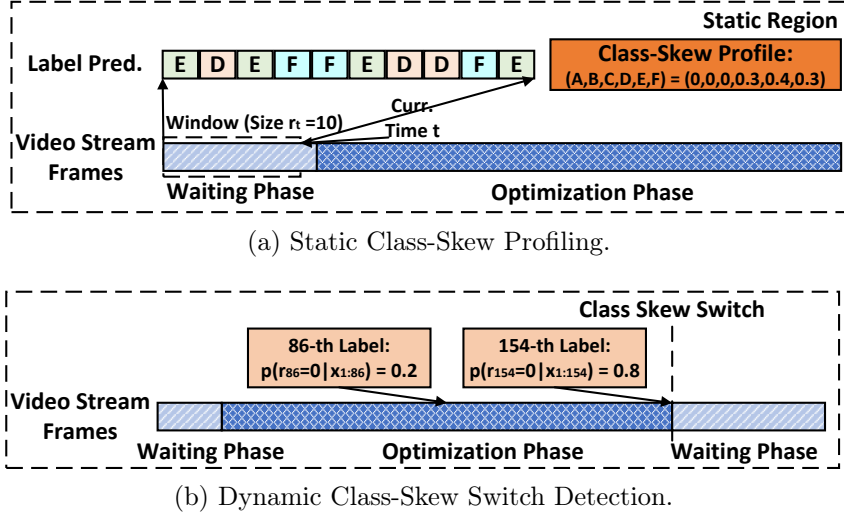 Static Region
Label Pred.
E D E F F E D D F E
Class-Skew Profile:
(A,B,C,D,E,F) = (0,0,0,0.3,0.4,0.3)
Curr.
Time t
Window (Size rt =10)
Video Stream
Frames
Waiting Phase
Optimization Phase
(a) Static Class-Skew Profiling.
Class Skew Switch
86-th Label:
p(r86=0|x1:86) = 0.2
154-th Label:
p(r154=0|x1:154) = 0.8
Video Stream
Frames
Waiting Phase
Optimization Phase
Waiting Phase
(b) Dynamic Class-Skew Switch Detection.